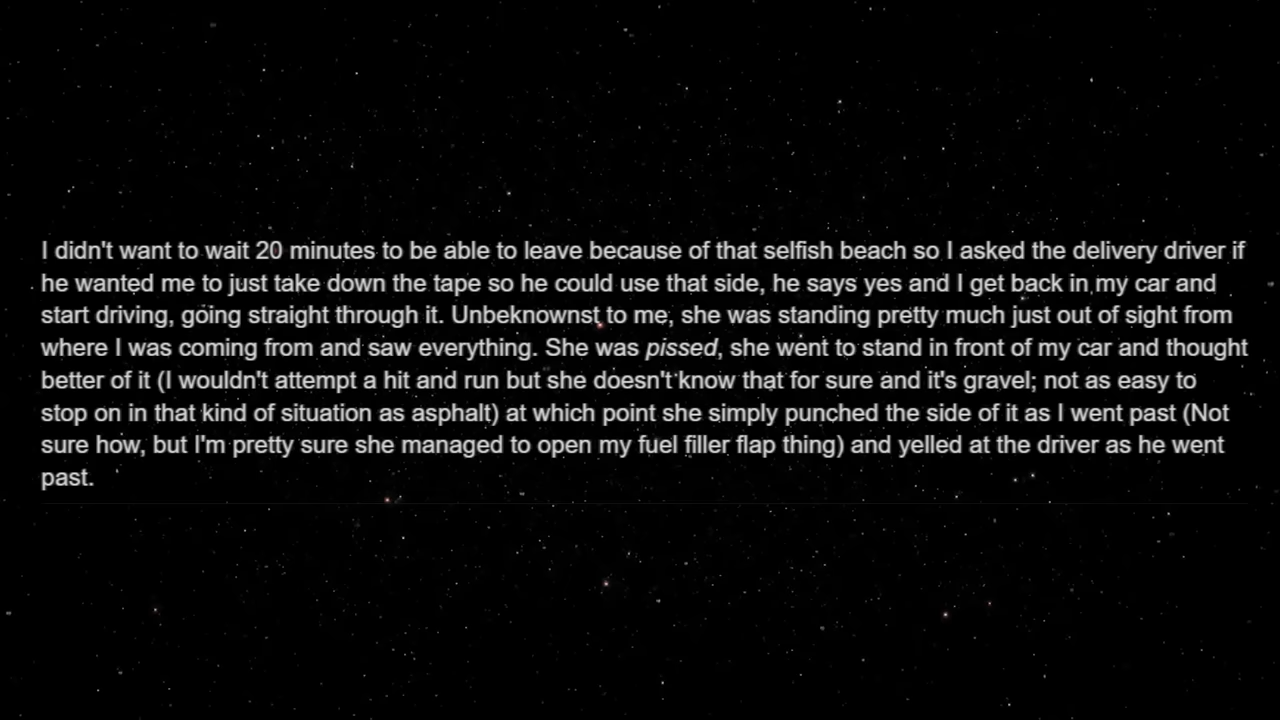 I didn't want to wait 20 minutes to be able to leave because of that selfish beach so I asked the delivery driver if
he wanted me to just take down the tape so he could use that side, he says yes and I get back in my car and
start driving, going straight through it. Unbeknownst to me, she was standing pretty much just out of sight from
where I was coming from and saw everything. She was pissed, she went to stand in front of my car and thought
better of it (I wouldn't attempt a hit and run but she doesn't know that for sure and it's gravel; not as easy to
stop on in that kind of situation as asphalt) at which point she simply punched the side of it as I went past (Not
sure how, but I'm pretty sure she managed to open my fuel filler flap thing) and yelled at the driver as he went
past.